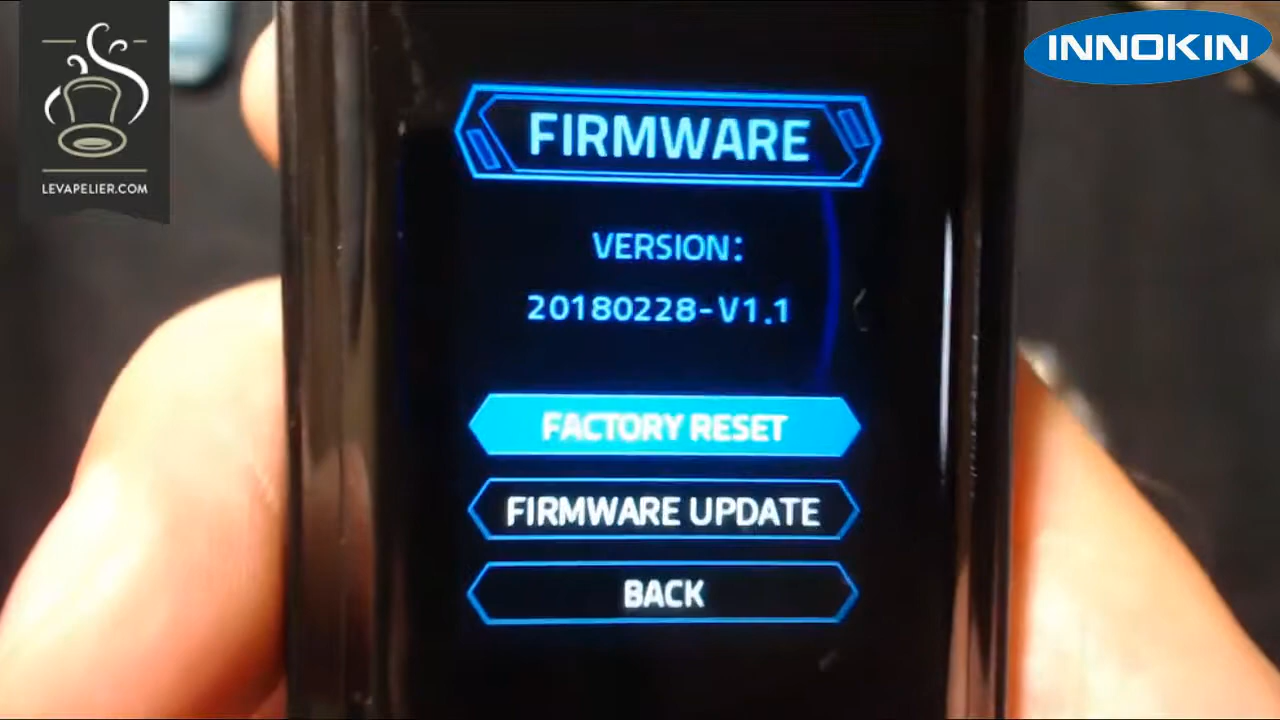 INNOKIN
LEVAPELIER.COM
FIRMWARE
VERSION:
20180228-V1.1
FACTORY RESET
FIRMWARE UPDATE
BACK